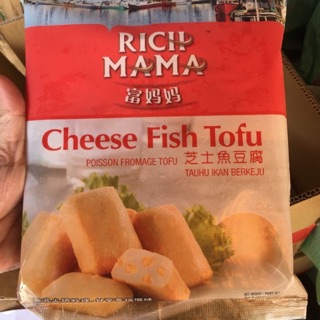 RICH
MAMA
富妈妈
Cheese Fish Tofu
POISSON FROMAGE TOFU 芝士魚豆腐
TAUHU IKAN BERKEJU